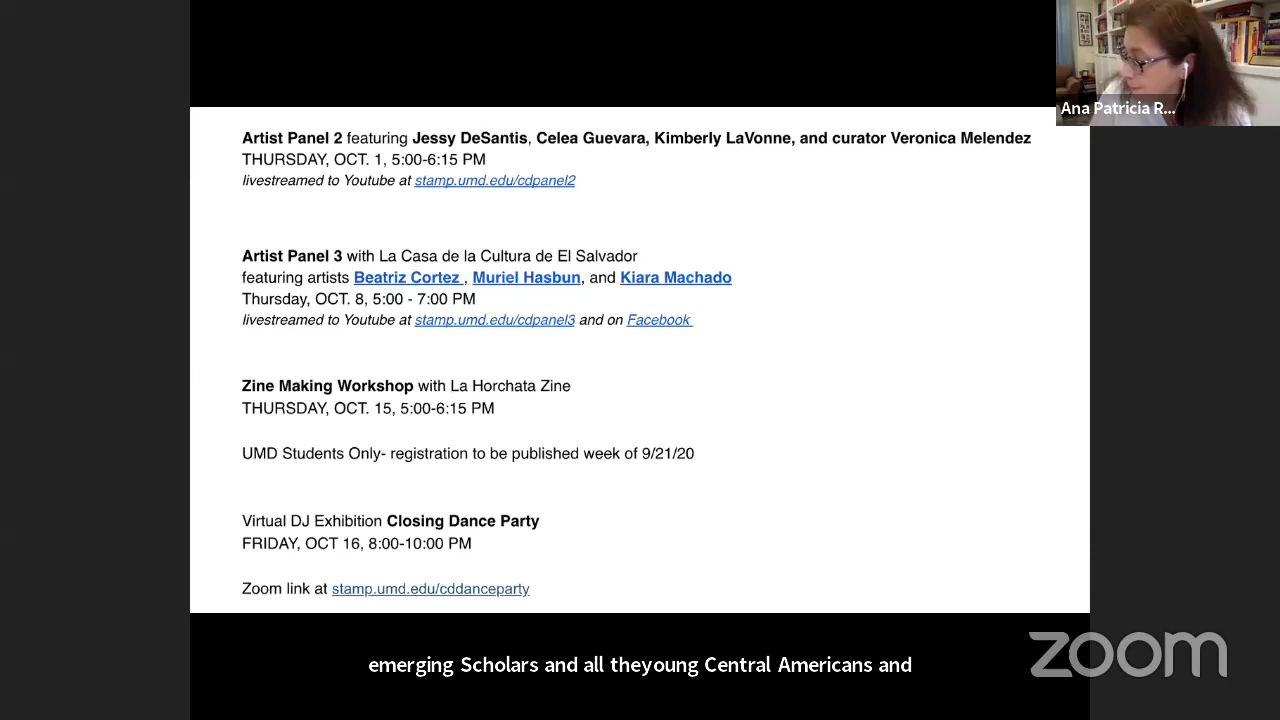 Ana Patricia R...
Artist Panel 2 featuring Jessy DeSantis, Celea Guevara, Kimberly LaVonne, and curator Veronica Melendez
THURSDAY, OCT. 1, 5:00-6:15 PM
livestreamed to Youtube at stamp.umd.edu/cdpanel2
Artist Panel 3 with La Casa de la Cultura de El Salvador
featuring artists Beatriz Cortez , Muriel Hasbun, and Kiara Machado
Thursday, OCT. 8, 5:00 - 7:00 PM
livestreamed to Youtube at stamp.umd.edu/cdpanel3 and on Facebook
Zine Making Workshop with La Horchata Zine
THURSDAY, OCT. 15, 5:00-6:15 PM
UMD Students Only- registration to be published week of 9/21/20
Virtual DJ Exhibition Closing Dance Party
FRIDAY, OCT 16, 8:00-10:00 PM
Zoom link at stamp.umd.edu/cddanceparty
emerging Scholars and all theyoung Central Americans and
zoom